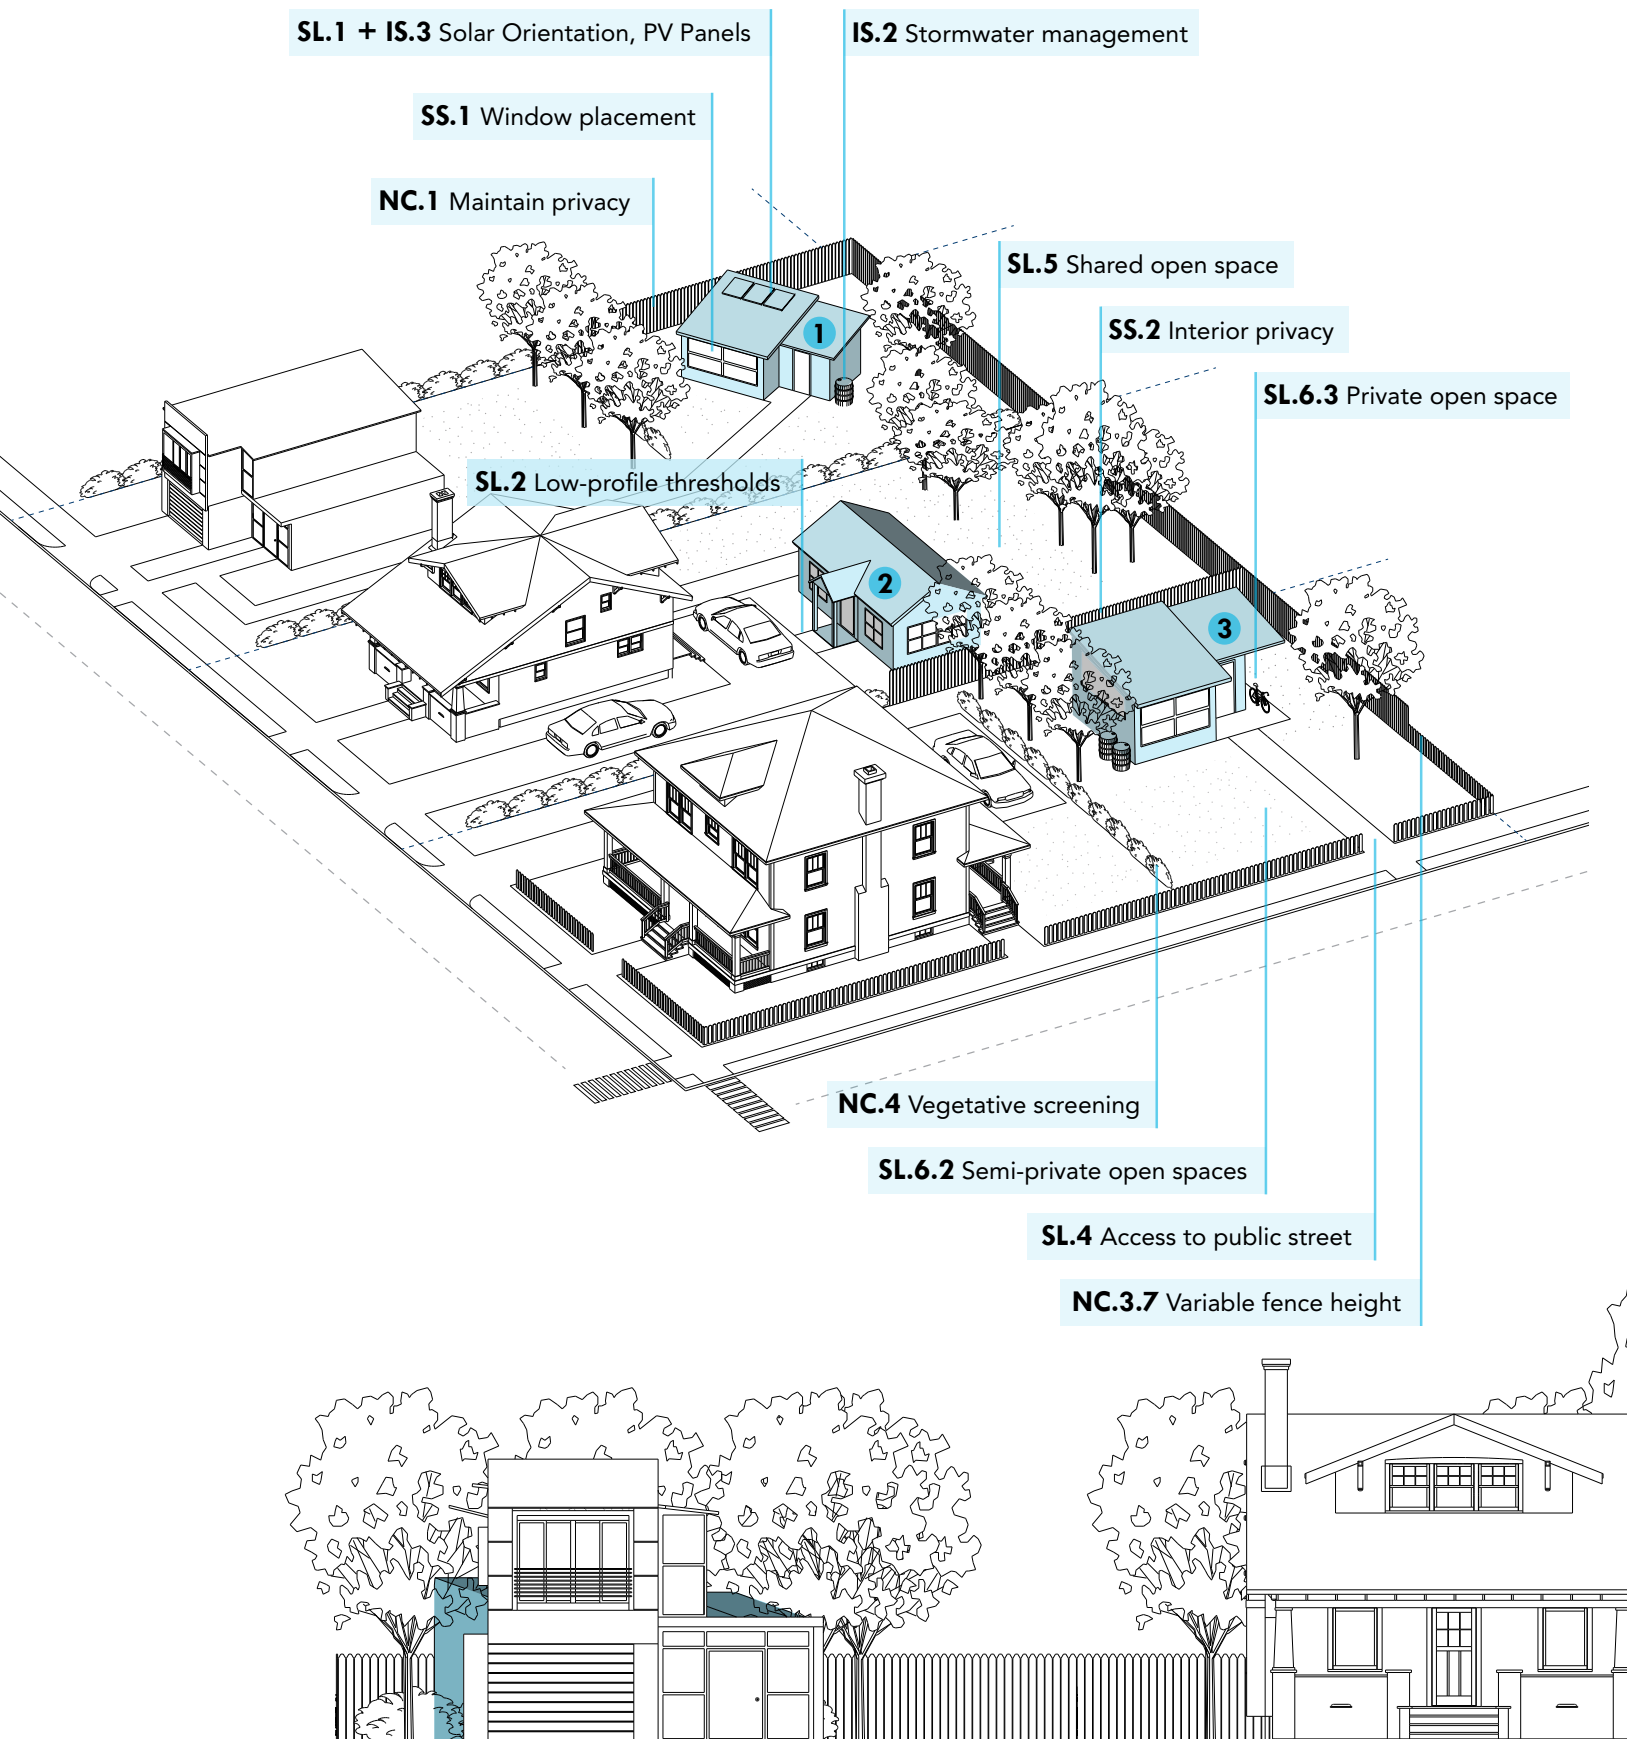 SL.1 + IS.3 Solar Orientation, PV Panels
IS.2 Stormwater management
SS.1 Window placement
NC.1 Maintain privacy
SL.5 Shared open space
1
SS.2 Interior privacy
SL.6.3 Private open space
SL.2 Low-profile thresholds
2
3
NC.4 Vegetative screening
SL.6.2 Semi-private open spaces
SL.4 Access to public street
NC.3.7 Variable fence height